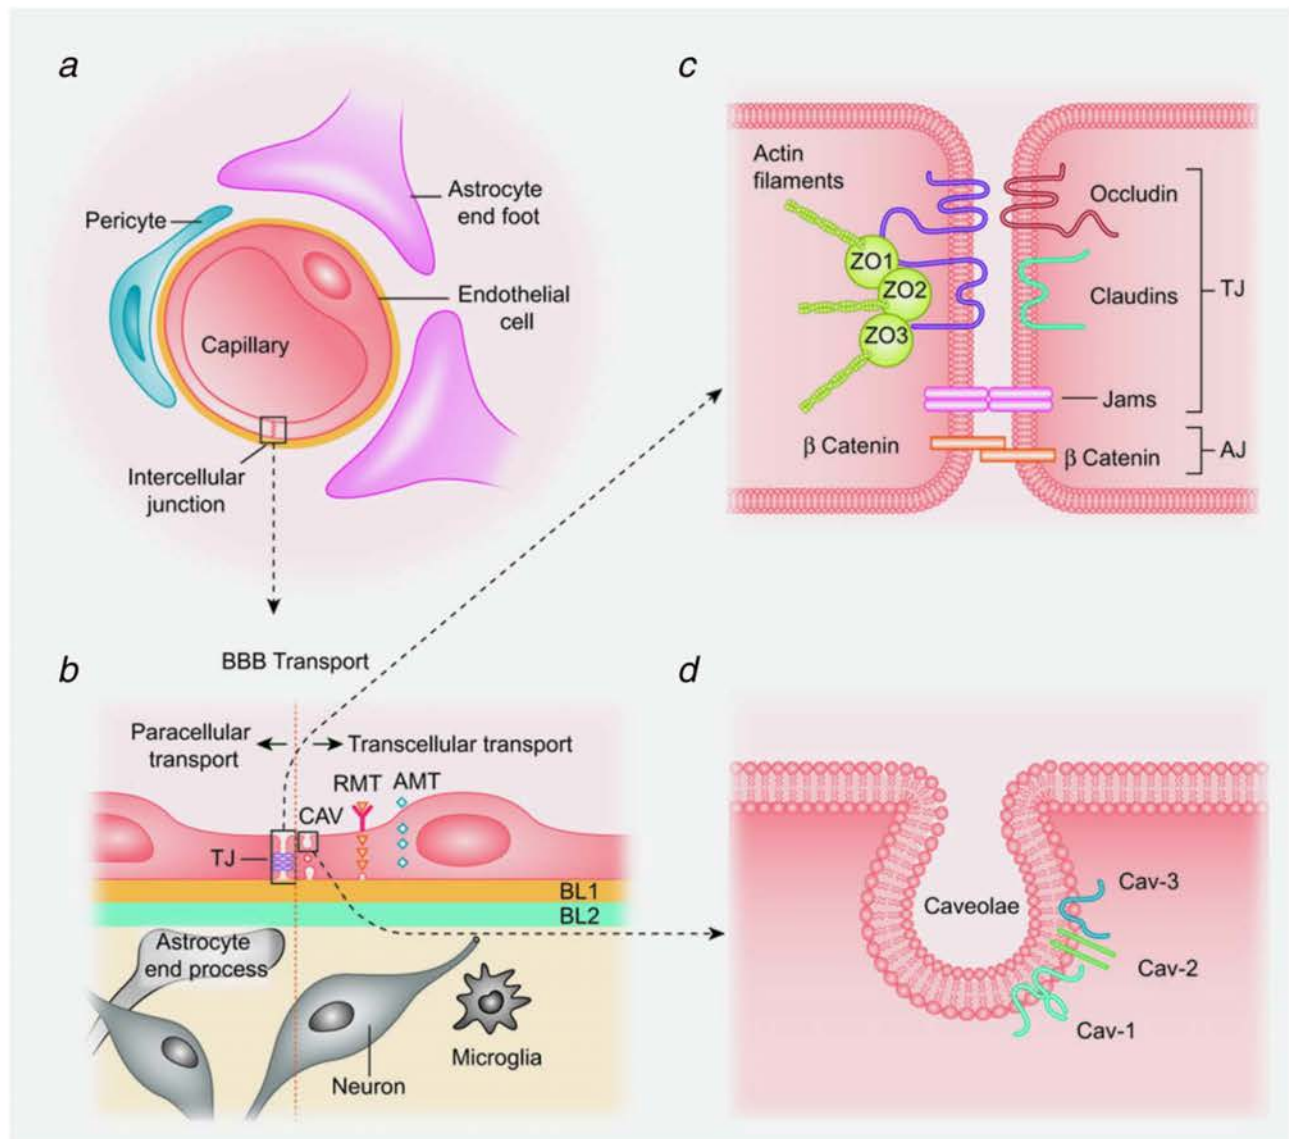 a
Pericyte
Astrocyte
end foot
Endothelial
cell
Capillary
Intercellular
junction
c
Actin
filaments
Occludin
ZO1
ZO2
ZO3
Claudins
TJ
Jams
β Catenin
β Catenin
AJ
b
BBB Transport
Paracellular
transport
Transcellular transport
RMT
AMT
CAV
TJ
BL1
BL2
Astrocyte
end process
Microglia
Neuron
d
Caveolae
Cav-3
Cav-2
Cav-1